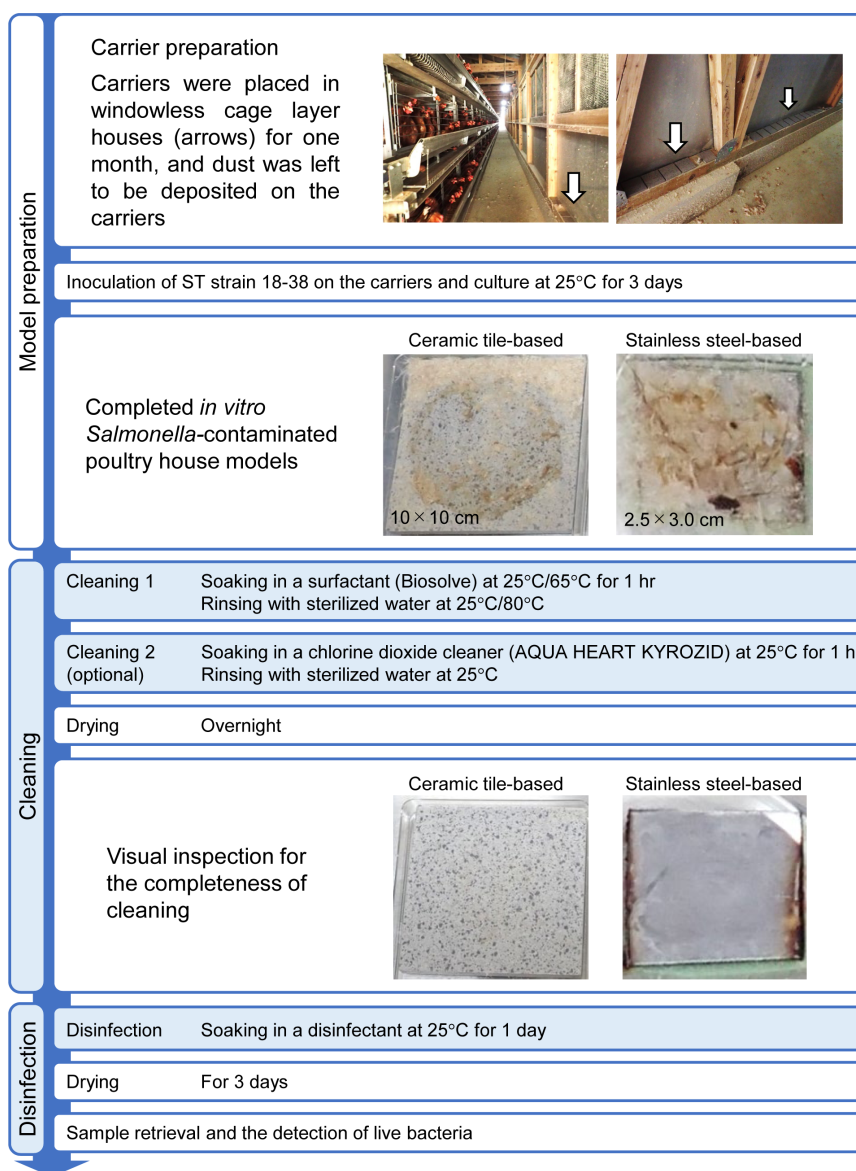 Model preparation
Carrier preparation
Carriers were placed in
windowless cage layer
houses (arrows) for one
month, and dust was left
to be deposited on the
carriers
Inoculation of ST strain 18-38 on the carriers and culture at 25°C for 3 days
Completed in vitro
Salmonella-contaminated
poultry house models
Ceramic tile-based
Stainless steel-based
10×10 cm
2.5×3.0 cm
Cleaning
Cleaning 1 Soaking in a surfactant (Biosolve) at 25°C/65°C for 1 hr
Rinsing with sterilized water at 25°C/80°C
Cleaning 2 Soaking in a chlorine dioxide cleaner (AQUA HEART KYROZID) at 25°C for 1 h
(optional) Rinsing with sterilized water at 25°C
Drying Overnight
Visual inspection for
the completeness of
cleaning
Ceramic tile-based
Stainless steel-based
Disinfection
Disinfection Soaking in a disinfectant at 25°C for 1 day
Drying For 3 days
Sample retrieval and the detection of live bacteria